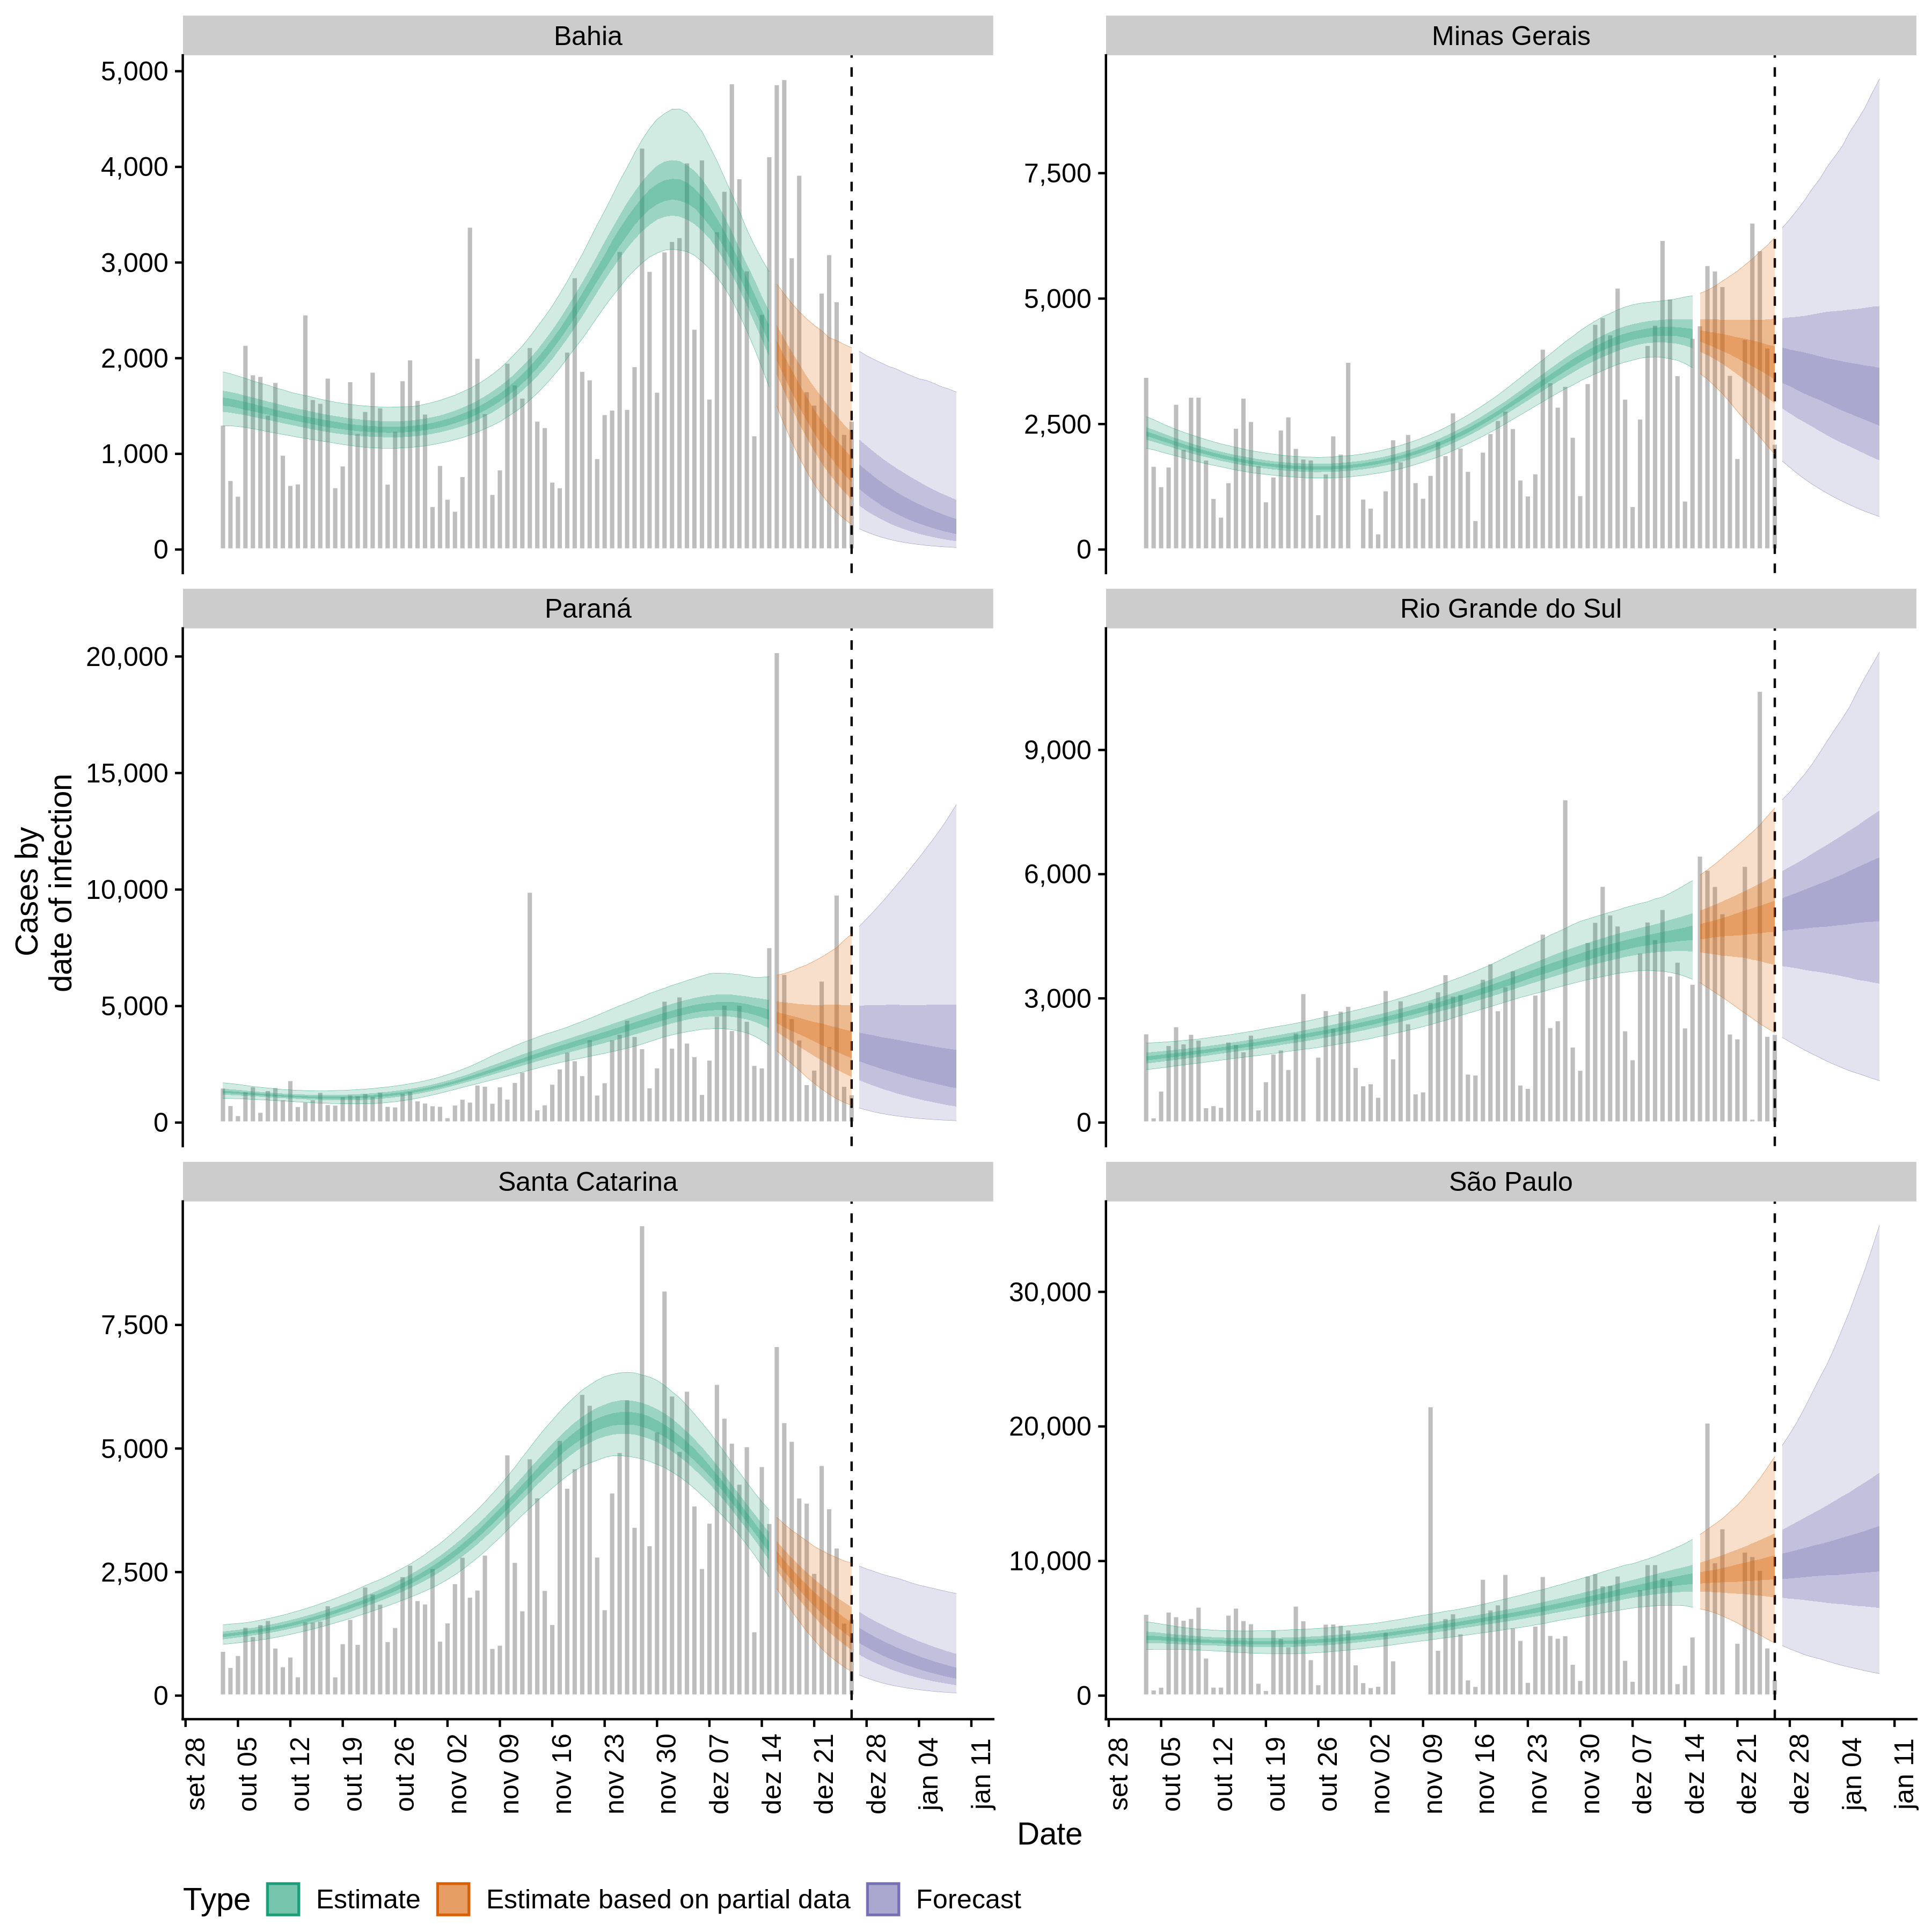 Bahia
Minas Gerais
5,000
4,000
3,000
2,000
1,000
0
7,500
5,000
2,500
0
Paraná
Rio Grande do Sul
20,000
15,000
10,000
5,000
0
9,000
6,000
3,000
0
Cases by
date of infection
Santa Catarina
São Paulo
7,500
5,000
2,500
0
30,000
20,000
10,000
0
set 28
out 05
out 12
out 19
out 26
nov 02
nov 09
nov 16
nov 23
nov 30
dez 07
dez 14
dez 21
dez 28
jan 04
jan 11
set 28
out 05
out 12
out 19
out 26
nov 02
nov 09
nov 16
nov 23
nov 30
dez 07
dez 14
dez 21
dez 28
jan 04
jan 11
Date
Type Estimate Estimate based on partial data Forecast